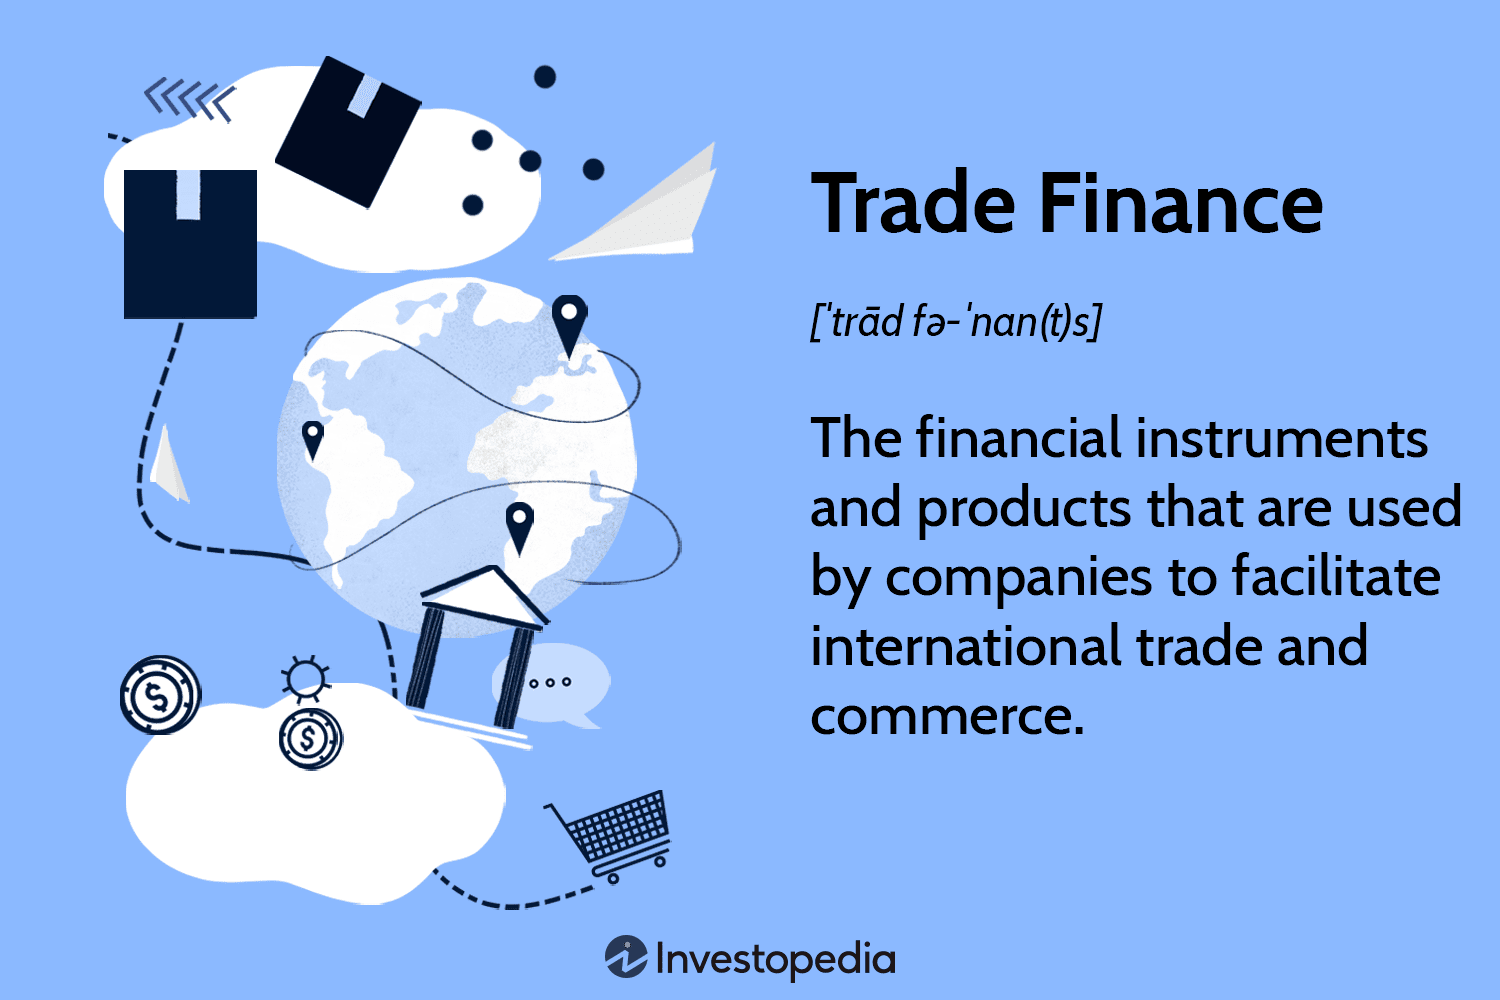 Trade Finance
[ˈtrād fə-ˈnan(t)s]
The financial instruments
and products that are used
by companies to facilitate
international trade and
commerce.
$
$
Investopedia